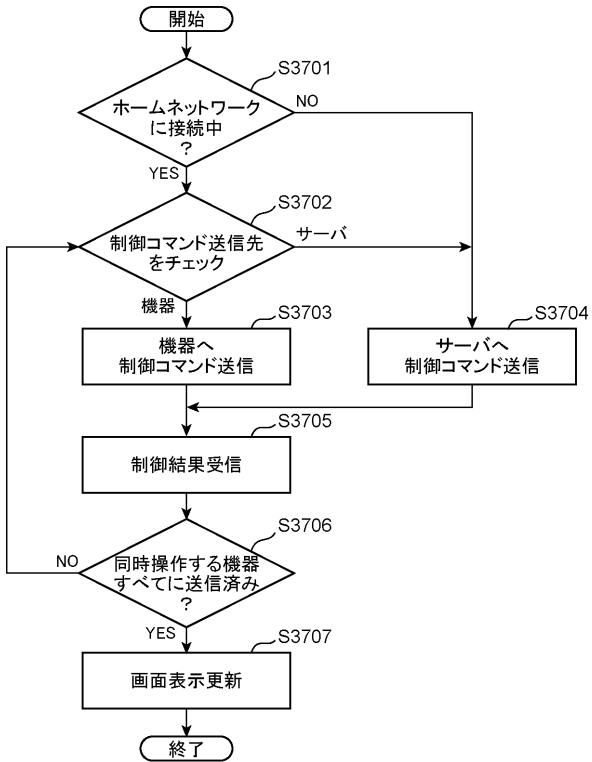 開始
S3701
ホームネットワーク
に接続中
?
NO
YES
S3702
制御コマンド送信先
をチェック
サーバ
機器
S3703
機器へ
制御コマンド送信
S3704
サーバへ
制御コマンド送信
S3705
制御結果受信
S3706
同時操作する機器
すべてに送信済み
?
NO
YES
S3707
画面表示更新
終了